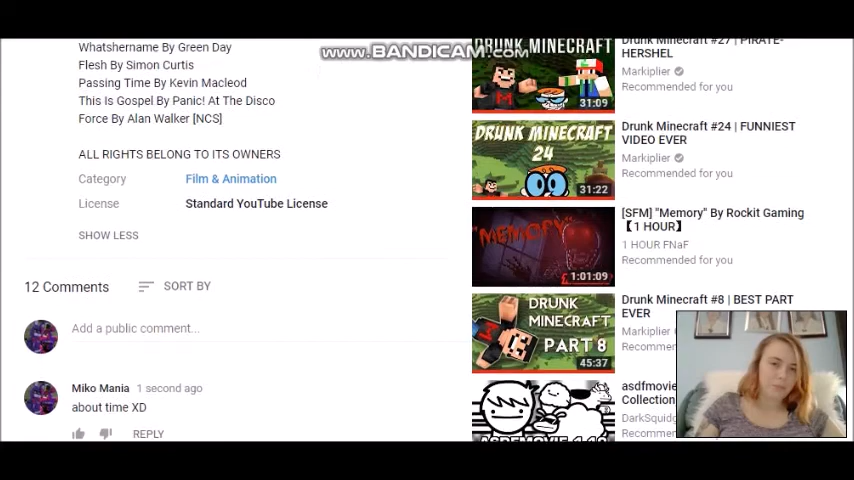 www.BANDICAM.com
Whatshername By Green Day
Flesh By Simon Curtis
Passing Time By Kevin Macleod
This Is Gospel By Panic! At The Disco
Force By Alan Walker [NCS]
ALL RIGHTS BELONG TO ITS OWNERS
Category Film & Animation
License Standard YouTube License
SHOW LESS
12 Comments SORT BY
Add a public comment...
Miko Mania 1 second ago
about time XD
REPLY
DRUNK MINECRAFT
31:09
Drunk Minecraft #27 | PIRATE-
HERSHEL
Markiplier
Recommended for you
DRUNK MINECRAFT
24
31:22
Drunk Minecraft #24 | FUNNIEST
VIDEO EVER
Markiplier
Recommended for you
"MEMORY"
1:01:09
[SFM] "Memory" By Rockit Gaming
【1 HOUR】
1 HOUR FNaF
Recommended for you
DRUNK
MINECRAFT
PART 8
45:37
Drunk Minecraft #8 | BEST PART
EVER
Markiplier
Recommen
asdfmovie
Collection
DarkSquidg
Recommen